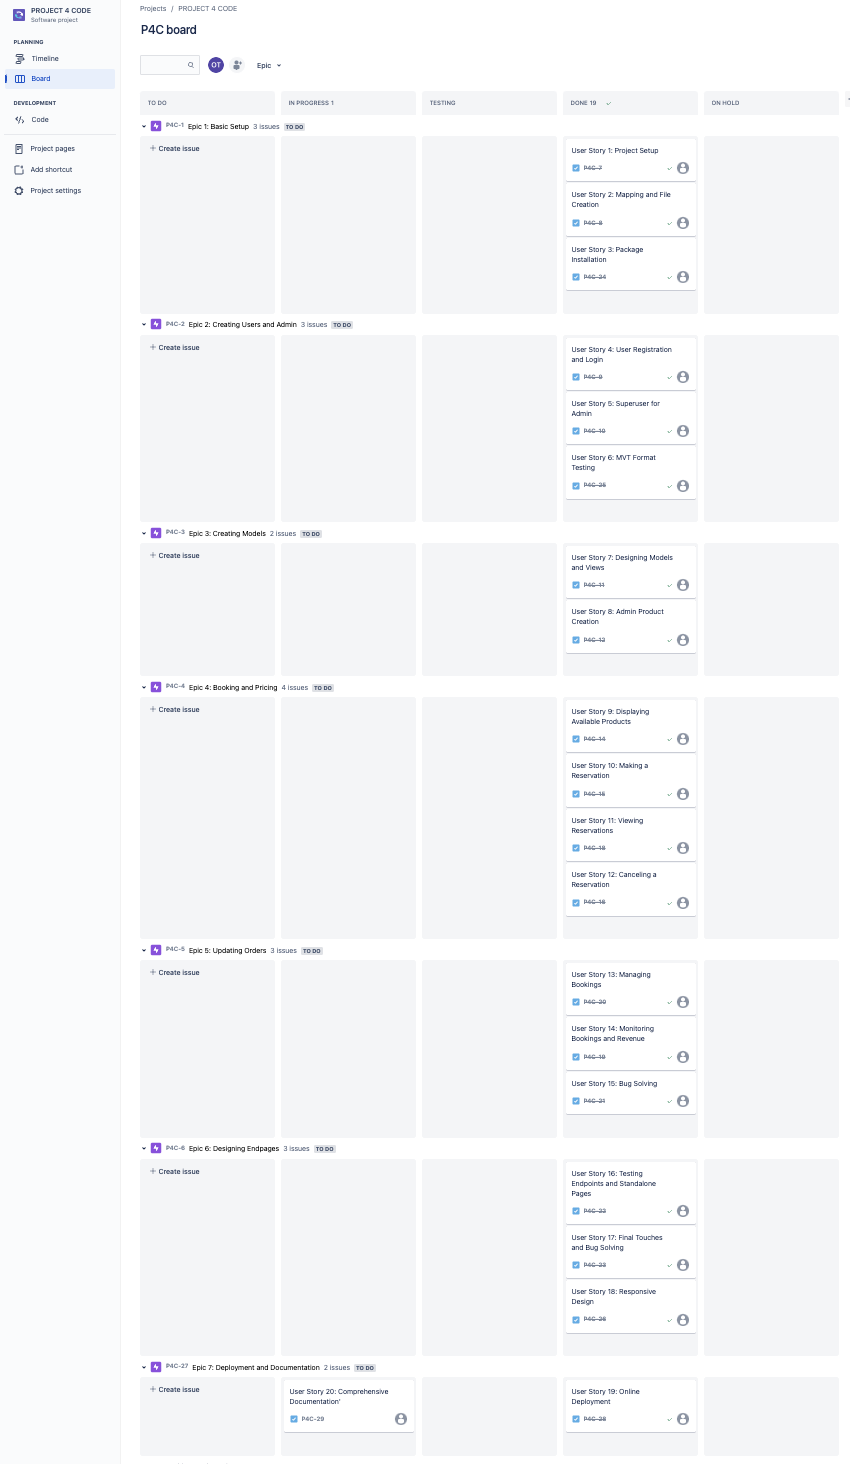 PROJECT 4 CODE
Software project
PLANNING
Timeline
Board
DEVELOPMENT
Code
Project pages
Add shortcut
Project settings
Projects / PROJECT 4 CODE
P4C board
OT
Epic
TO DO
IN PROGRESS 1
TESTING
DONE 19
ON HOLD
P4C-1 Epic 1: Basic Setup 3 issues TO DO
+ Create issue
User Story 1: Project Setup
P4C-7
User Story 2: Mapping and File
Creation
P4C-8
User Story 3: Package
Installation
P4C-24
P4C-2 Epic 2: Creating Users and Admin 3 issues TO DO
+ Create issue
User Story 4: User Registration
and Login
P4C-9
User Story 5: Superuser for
Admin
P4C-10
User Story 6: MVT Format
Testing
P4C-25
P4C-3 Epic 3: Creating Models 2 issues TO DO
+ Create issue
User Story 7: Designing Models
and Views
P4C-11
User Story 8: Admin Product
Creation
P4C-13
P4C-4 Epic 4: Booking and Pricing 4 issues TO DO
+ Create issue
User Story 9: Displaying
Available Products
P4C-14
User Story 10: Making a
Reservation
P4C-15
User Story 11: Viewing
Reservations
User Story 12: Canceling a
Reservation
P4C-5 Epic 5: Updating Orders 3 issues TO DO
+ Create issue
User Story 13: Managing
Bookings
P4C-20
User Story 14: Monitoring
Bookings and Revenue
P4C-19
User Story 15: Bug Solving
P4C-21
P4C-6 Epic 6: Designing Endpages 3 issues TO DO
+ Create issue
User Story 16: Testing
Endpoints and Standalone
Pages
P4C-22
User Story 17: Final Touches
and Bug Solving
P4C-23
User Story 18: Responsive
Design
P4C-26
P4C-27 Epic 7: Deployment and Documentation 2 issues TO DO
+ Create issue
User Story 20: Comprehensive
Documentation'
P4C-29
User Story 19: Online
Deployment
P4C-28